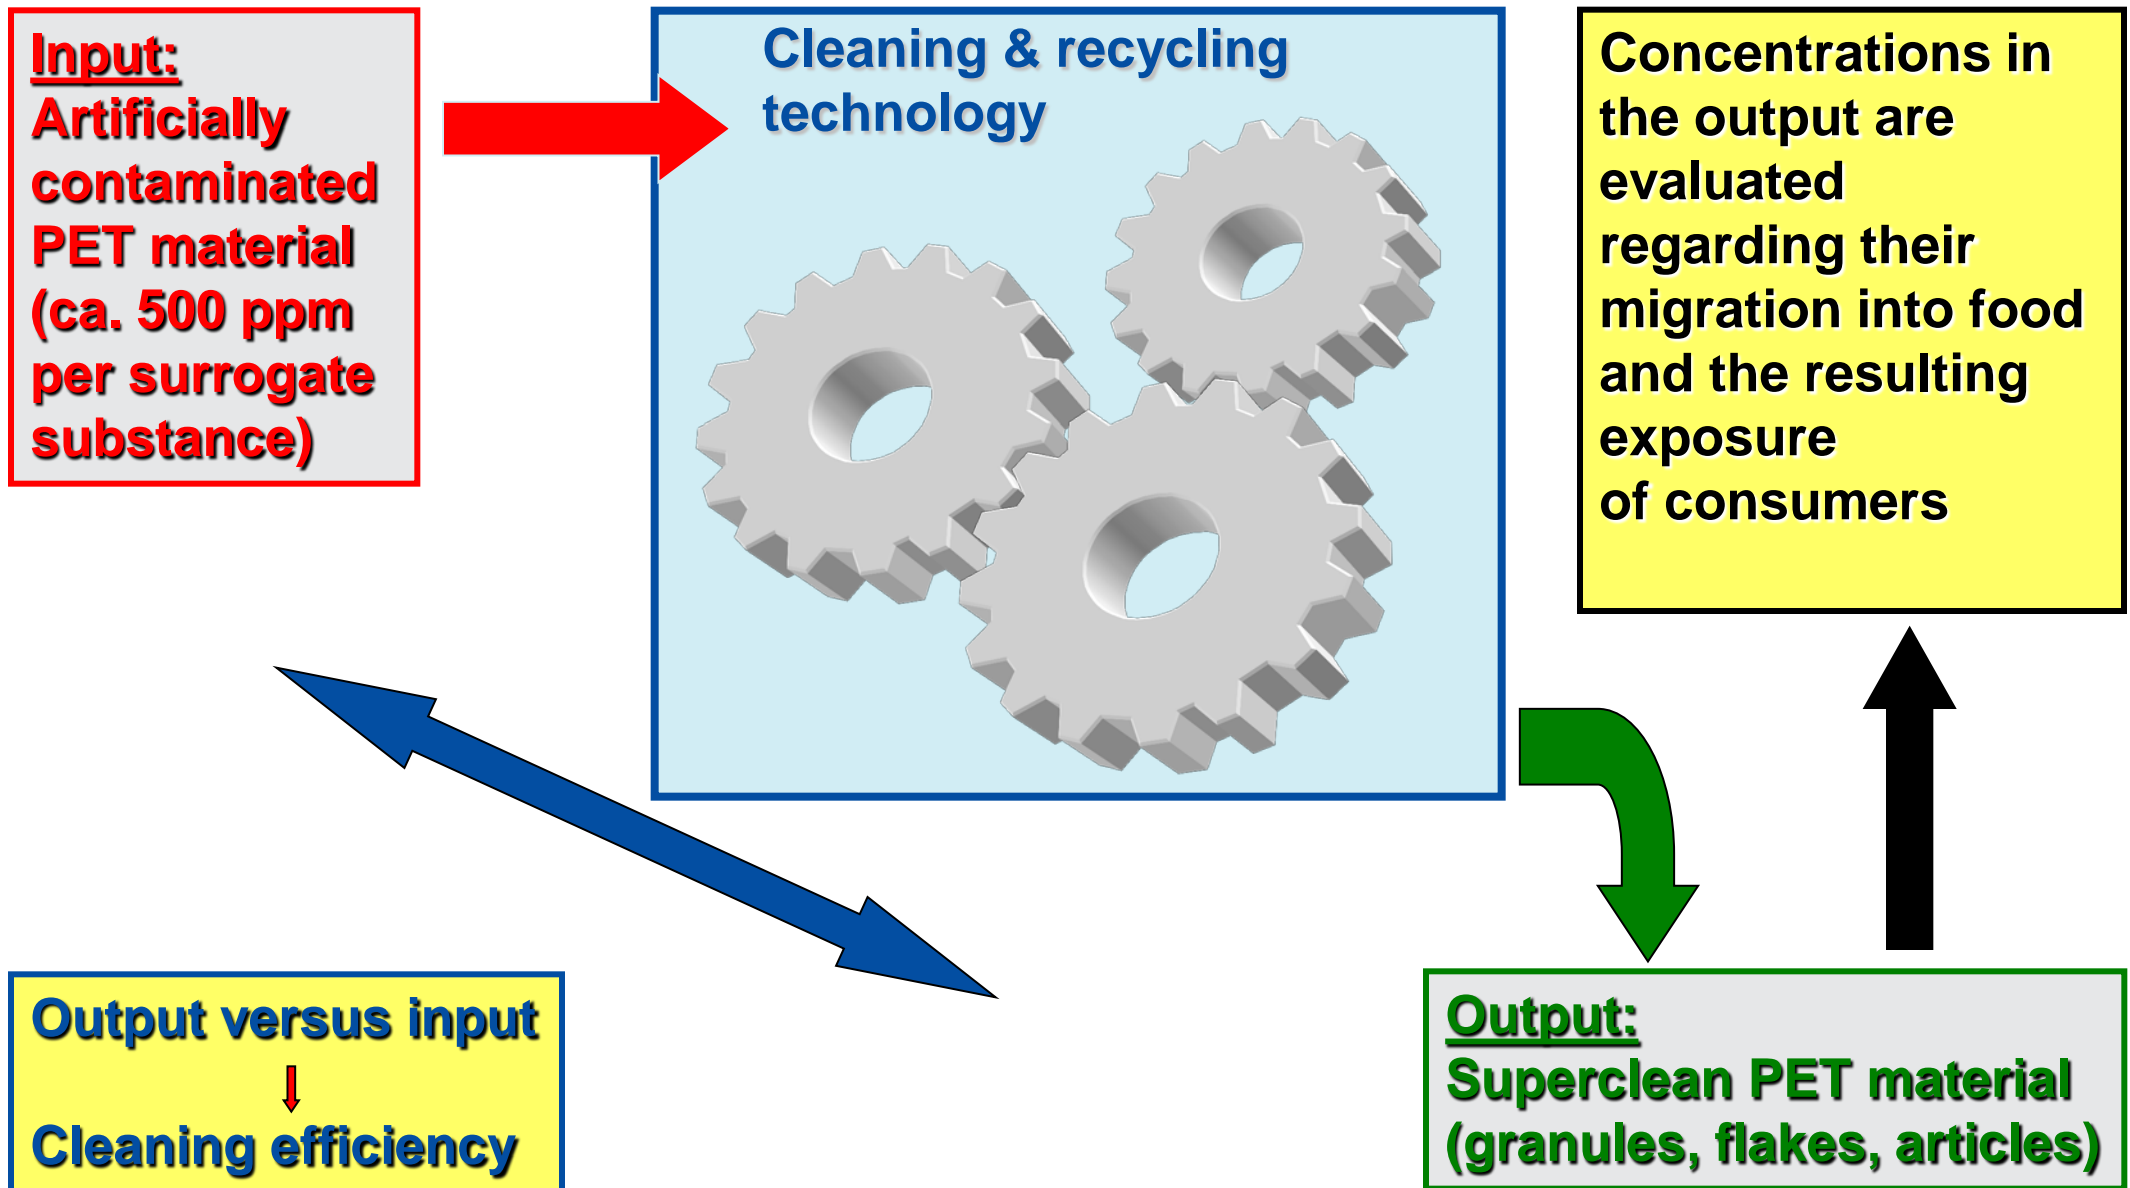 Input:
Artificially
contaminated
PET material
(ca. 500 ppm
per surrogate
substance)
Cleaning & recycling
technology
Concentrations in
the output are
evaluated
regarding their
migration into food
and the resulting
exposure
of consumers
Output versus input
Cleaning efficiency
Output:
Superclean PET material
(granules, flakes, articles)